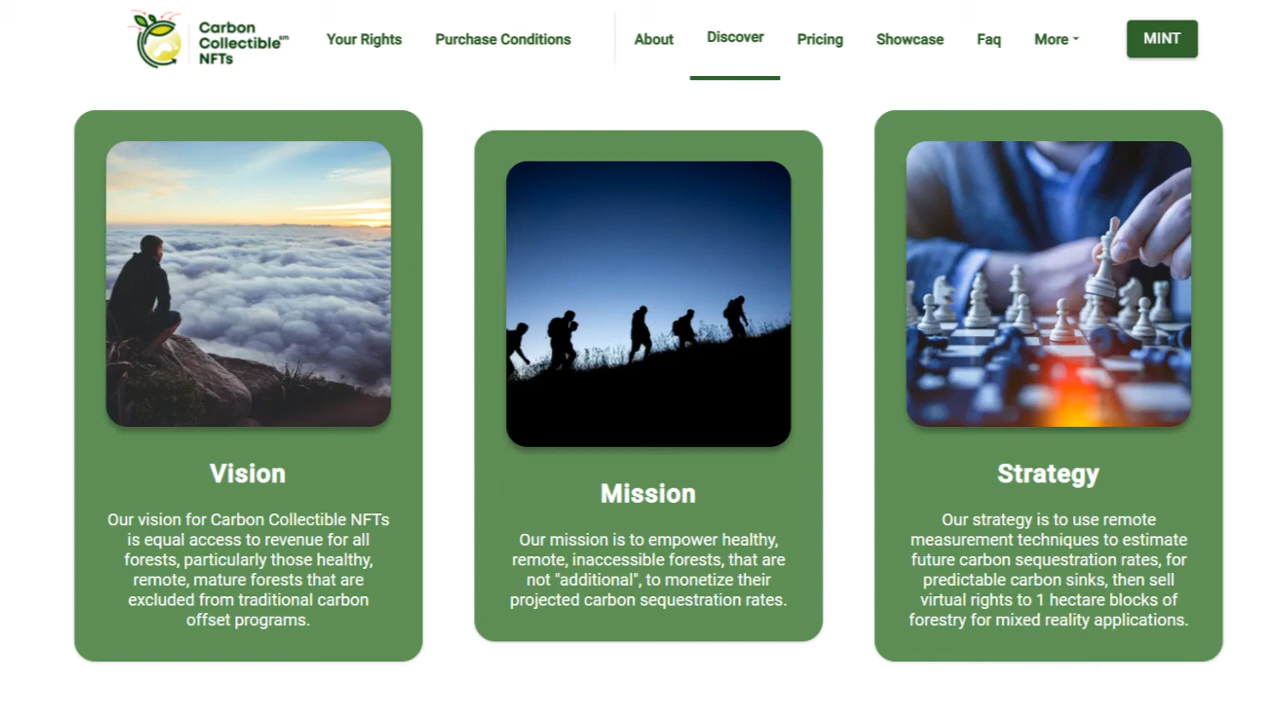 Carbon
Collectible℠
NFTs
Your Rights
Purchase Conditions
About
Discover
Pricing
Showcase
Faq
More
MINT
Vision
Our vision for Carbon Collectible NFTs
is equal access to revenue for all
forests, particularly those healthy,
remote, mature forests that are
excluded from traditional carbon
offset programs.
Mission
Our mission is to empower healthy,
remote, inaccessible forests, that are
not "additional", to monetize their
projected carbon sequestration rates.
Strategy
Our strategy is to use remote
measurement techniques to estimate
future carbon sequestration rates, for
predictable carbon sinks, then sell
virtual rights to 1 hectare blocks of
forestry for mixed reality applications.